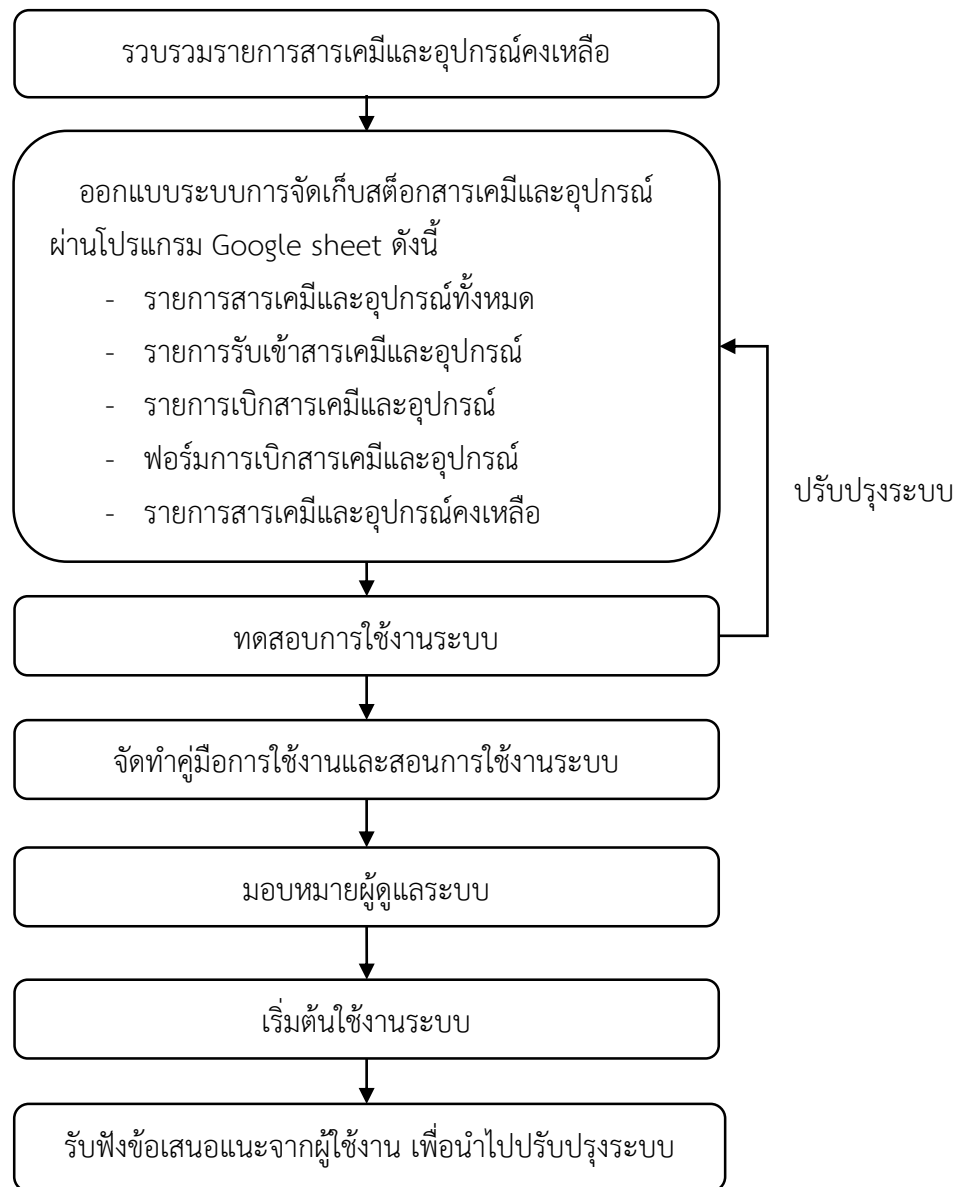 รวบรวมรายการสารเคมีและอุปกรณ์คงเหลือ
ออกแบบระบบการจัดเก็บสต็อกสารเคมีและอุปกรณ์
ผ่านโปรแกรม Google sheet ดังนี้
- รายการสารเคมีและอุปกรณ์ทั้งหมด
- รายการรับเข้าสารเคมีและอุปกรณ์
- รายการเบิกสารเคมีและอุปกรณ์
- ฟอร์มการเบิกสารเคมีและอุปกรณ์
- รายการสารเคมีและอุปกรณ์คงเหลือ
ปรับปรุงระบบ
ทดสอบการใช้งานระบบ
จัดทำคู่มือการใช้งานและสอนการใช้งานระบบ
มอบหมายผู้ดูแลระบบ
เริ่มต้นใช้งานระบบ
รับฟังข้อเสนอแนะจากผู้ใช้งาน เพื่อนำไปปรับปรุงระบบ